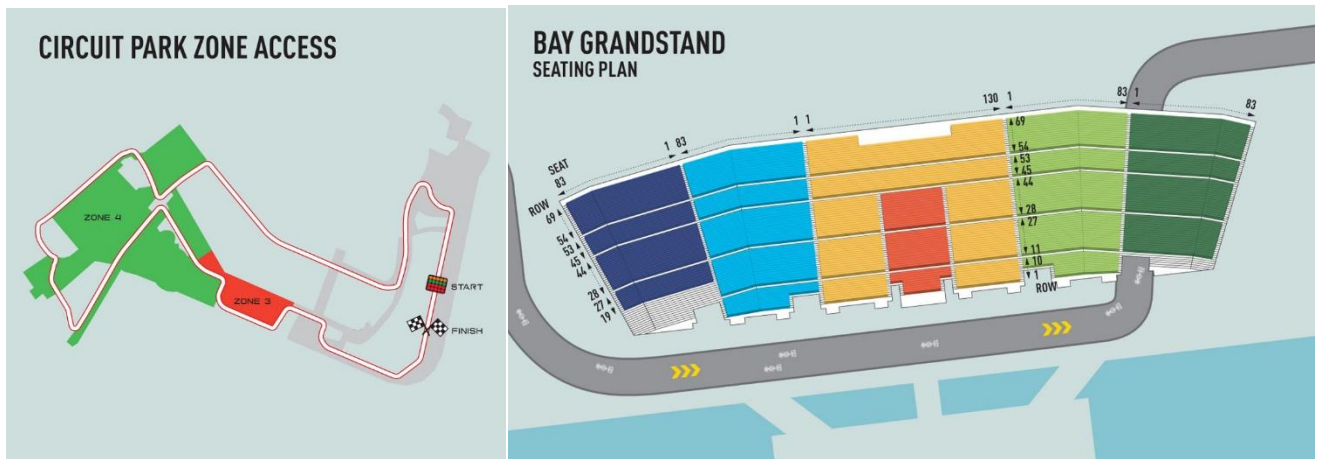 CIRCUIT PARK ZONE ACCESS
ZONE 4
ZONE 3
START
FINISH
BAY GRANDSTAND
SEATING PLAN
SEAT
83
1 83
1 1
130 1
83 1
83
ROW
69
54
53
45
44
28
27
19
69
54
53
45
44
28
27
11
10
1
ROW